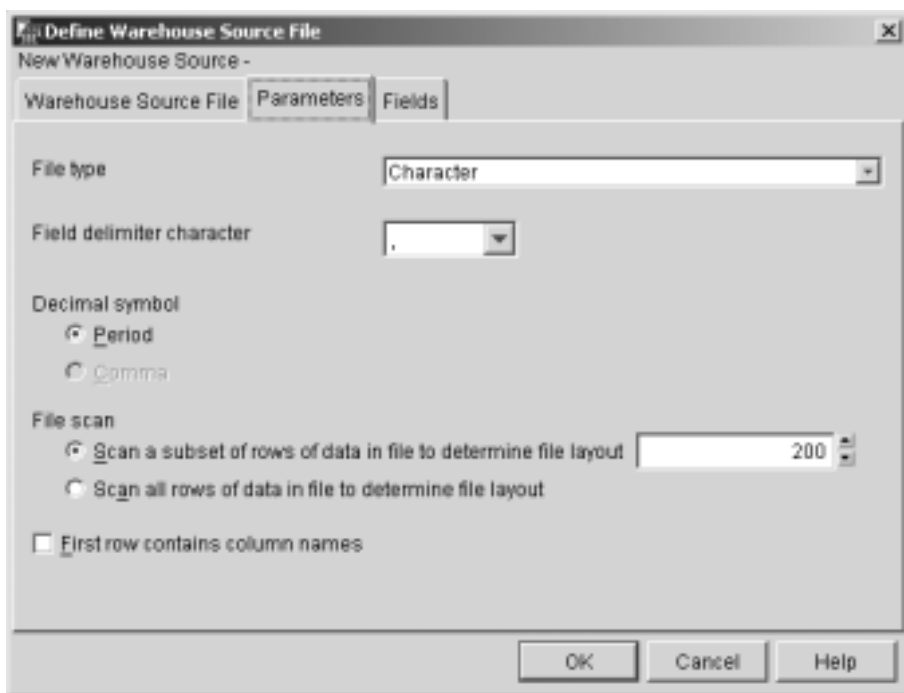 Define Warehouse Source File
New Warehouse Source -
Warehouse Source File Parameters Fields
File type Character
Field delimiter character ,
Decimal symbol
Period
Comma
File scan
Scan a subset of rows of data in file to determine file layout 200
Scan all rows of data in file to determine file layout
First row contains column names
OK Cancel Help